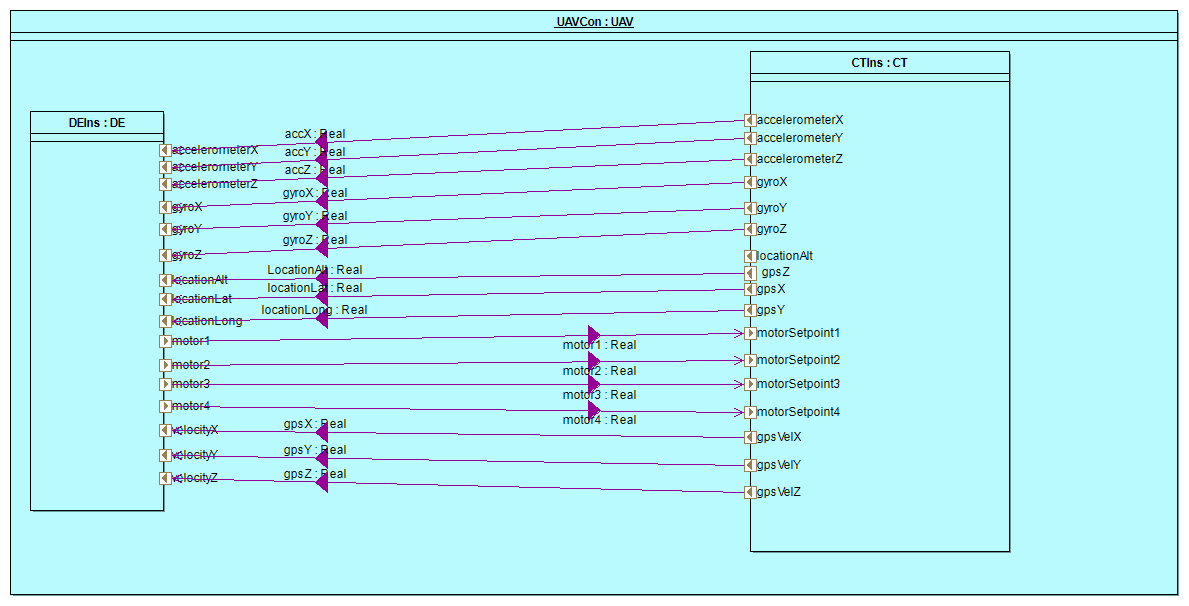 UAVCon : UAV
CTIns : CT
DEIns : DE
accX : Real
accelerometerX
accelerometerX
accY : Real
accelerometerY
accelerometerY
accZ : Real
accelerometerZ
accelerometerZ
gyroX : Real
gyroX
gyroX
gyroY : Real
gyroY
gyroY
gyroZ : Real
gyroZ
gyroZ
locationAlt
LocationAlt : Real
gpsZ
locationAlt
locationLat : Real
gpsX
locationLat
locationLong : Real
gpsY
locationLong
motor1
motor1 : Real
motorSetpoint1
motor2
motor2 : Real
motorSetpoint2
motor3
motor3 : Real
motorSetpoint3
motor4
motor4 : Real
motorSetpoint4
gpsX : Real
velocityX
gpsVelX
gpsY : Real
velocityY
gpsVelY
gpsZ : Real
velocityZ
gpsVelZ